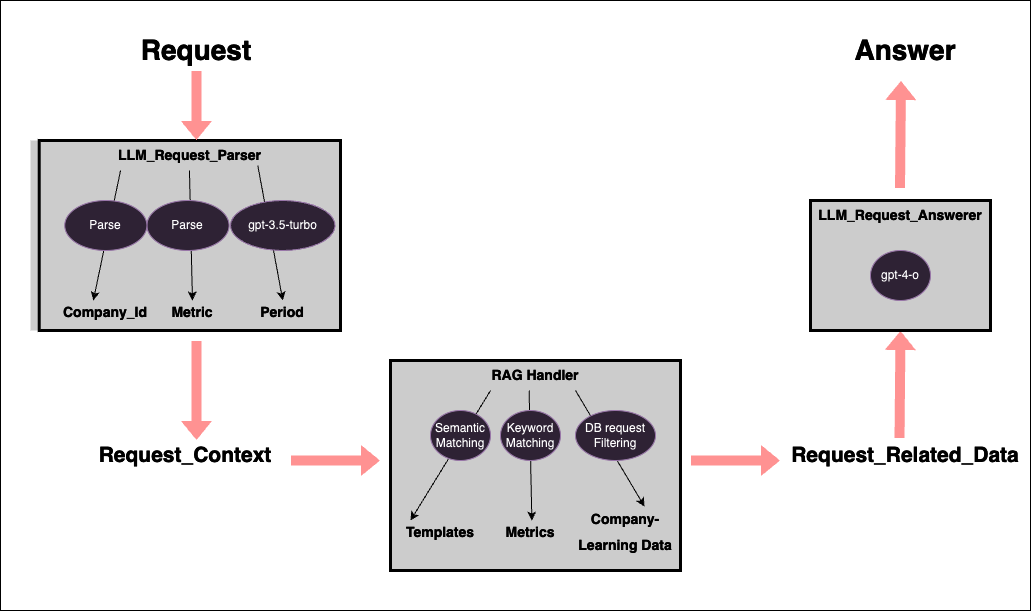 Request
Answer
LLM_Request_Parser
Parse
Parse
gpt-3.5-turbo
Company_Id
Metric
Period
LLM_Request_Answerer
gpt-4-o
Request_Context
RAG Handler
Semantic
Matching
Keyword
Matching
DB request
Filtering
Templates
Metrics
Company-
Learning Data
Request_Related_Data